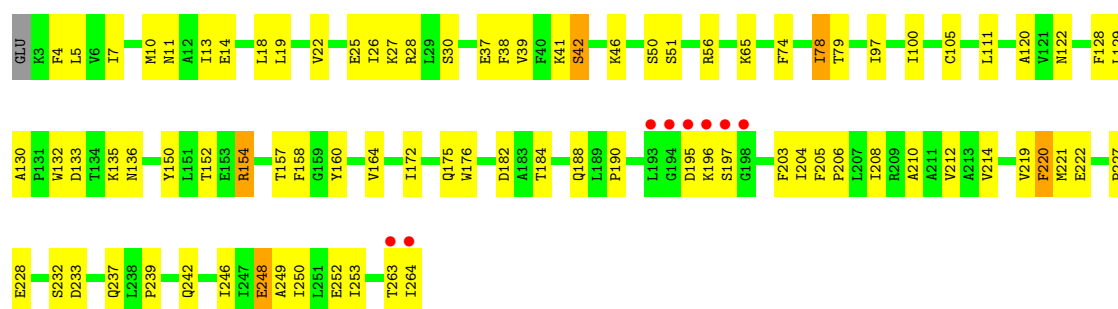 GLU K3 F4 L5 V6 I7 M10 N11 A12 I13 E14 L18 L19 V22 E25 I26 K27 R28 L29 S30 E37 F38 V39 F40 K41 S42 K46 S50 S51 R56 K65 F74 I78 T79 I97 I100 C105 L111 A120 V121 N122 F128 L129
A130 P131 W132 D133 T134 K135 N136 Y150 L151 T152 E153 R154 T157 F158 G159 Y160 V164 I172 Q175 W176 D182 A183 T184 Q188 L189 P190 L193 G194 D195 K196 S197 G198 F203 I204 F205 P206 L207 I208 R209 A210 A211 V212 A213 V214 V219 F220 M221 E222
E228 S232 D233 Q237 L238 P239 Q242 I246 I247 E248 A249 I250 L251 E252 I253 T263 I264